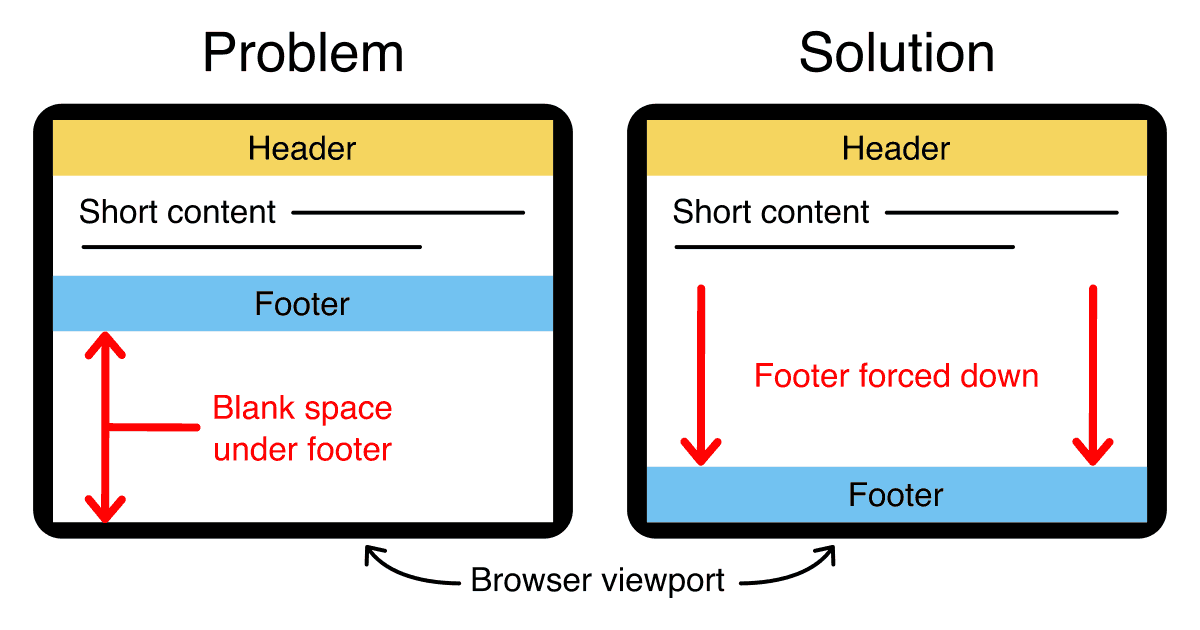 Problem
Solution
Header
Short content
Footer
Blank space
under footer
Header
Short content
Footer forced down
Footer
Browser viewport